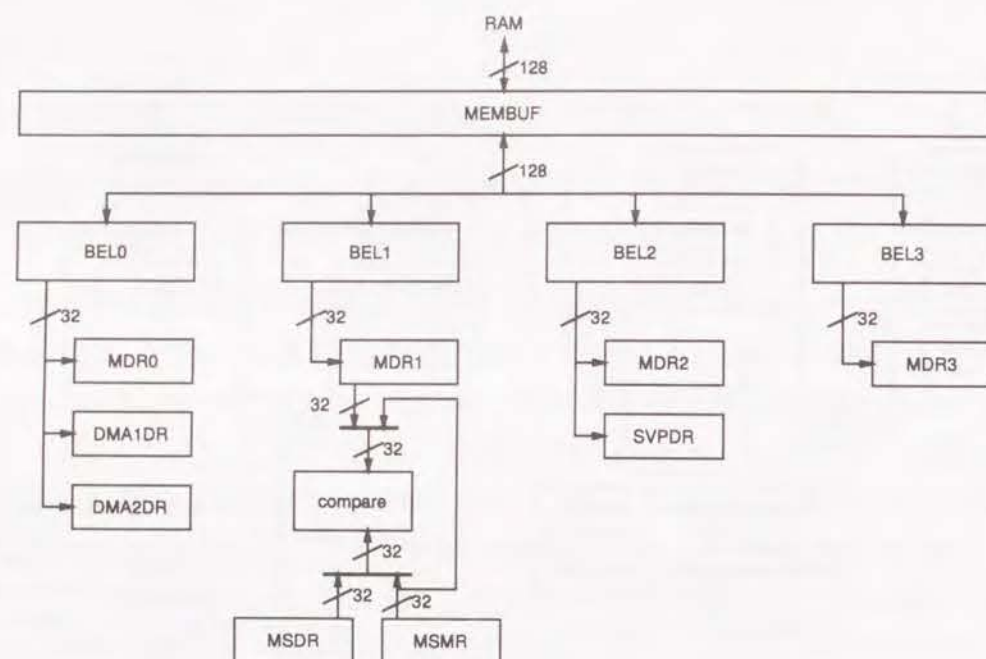 RAM
128
MEMBUF
128
BEL0 BEL1 BEL2 BEL3
32 32 32 32
MDR0 MDR1 MDR2 MDR3
32
DMA1DR SVPDR
32
DMA2DR compare
32
32 32
MSDR MSMR